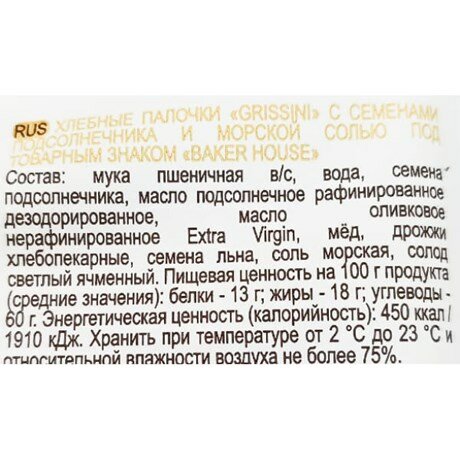 RUS ХЛЕБНЫЕ ПАЛОЧКИ «GRISSINI» С СЕМЕНАМИ
ПОДСОЛНЕЧНИКА И МОРСКОЙ СОЛЬЮ ПОД
ТОВАРНЫМ ЗНАКОМ «BAKER HOUSE»
Состав: мука пшеничная в/с, вода, семена
подсолнечника, масло подсолнечное рафинированное
дезодорированное, масло оливковое
нерафинированное Extra Virgin, мёд, дрожжи
хлебопекарные, семена льна, соль морская, солод
светлый ячменный. Пищевая ценность на 100 г продукта
(средние значения): белки - 13 г; жиры - 18 г; углеводы -
60 г. Энергетическая ценность (калорийность): 450 ккал /
1910 кДж. Хранить при температуре от 2 °С до 23 °С и
относительной влажности воздуха не более 75%.